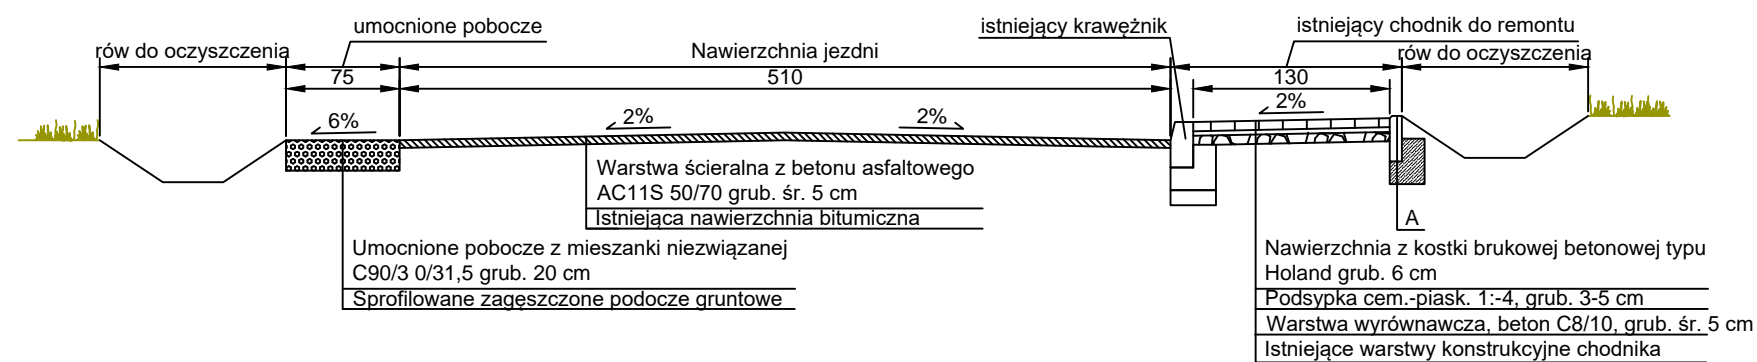 umocnione pobocze
istniejący krawężnik
istniejący chodnik do remontu
rów do oczyszczenia
Nawierzchnia jezdni
rów do oczyszczenia
75
510
130
6%
2%
2%
2%
Warstwa ścieralna z betonu asfaltowego
AC11S 50/70 grub. śr. 5 cm
Istniejąca nawierzchnia bitumiczna
A
Umocnione pobocze z mieszanki niezwiązanej
C90/3 0/31,5 grub. 20 cm
Sprofilowane zagęszczone podocze gruntowe
Nawierzchnia z kostki brukowej betonowej typu
Holand grub. 6 cm
Podsypka cem.-piask. 1:-4, grub. 3-5 cm
Warstwa wyrównawcza, beton C8/10, grub. śr. 5 cm
Istniejące warstwy konstrukcyjne chodnika